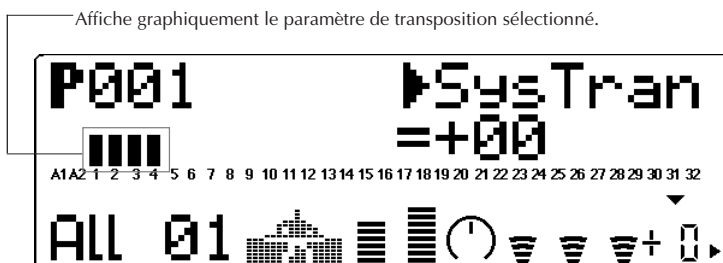 Affiche graphiquement le paramètre de transposition sélectionné.
P001 SysTran
=+00
A1 A2 1 2 3 4 5 6 7 8 9 10 11 12 13 14 15 16 17 18 19 20 21 22 23 24 25 26 27 28 29 30 31 32
All 01 + 0